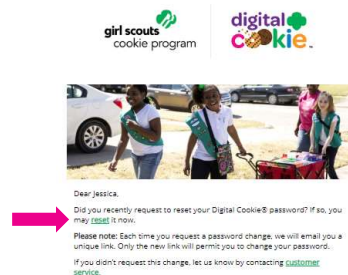 girl scouts
cookie program
digital
cookie
Dear Jessica,
Did you recently request to reset your Digital Cookie® password? If so, you
may reset it now.
Please note: Each time you request a password change, we will email you a
unique link. Only the new link will permit you to change your password.
If you didn't request this change, let us know by contacting customer
service.